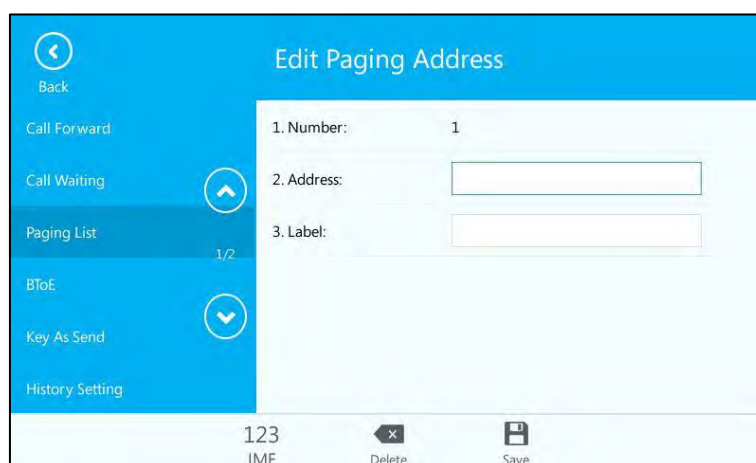 Back
Edit Paging Address
Call Forward
Call Waiting
Paging List
1/2
BToE
Key As Send
History Setting
1. Number: 1
2. Address:
3. Label:
123
IME
Delete
Save